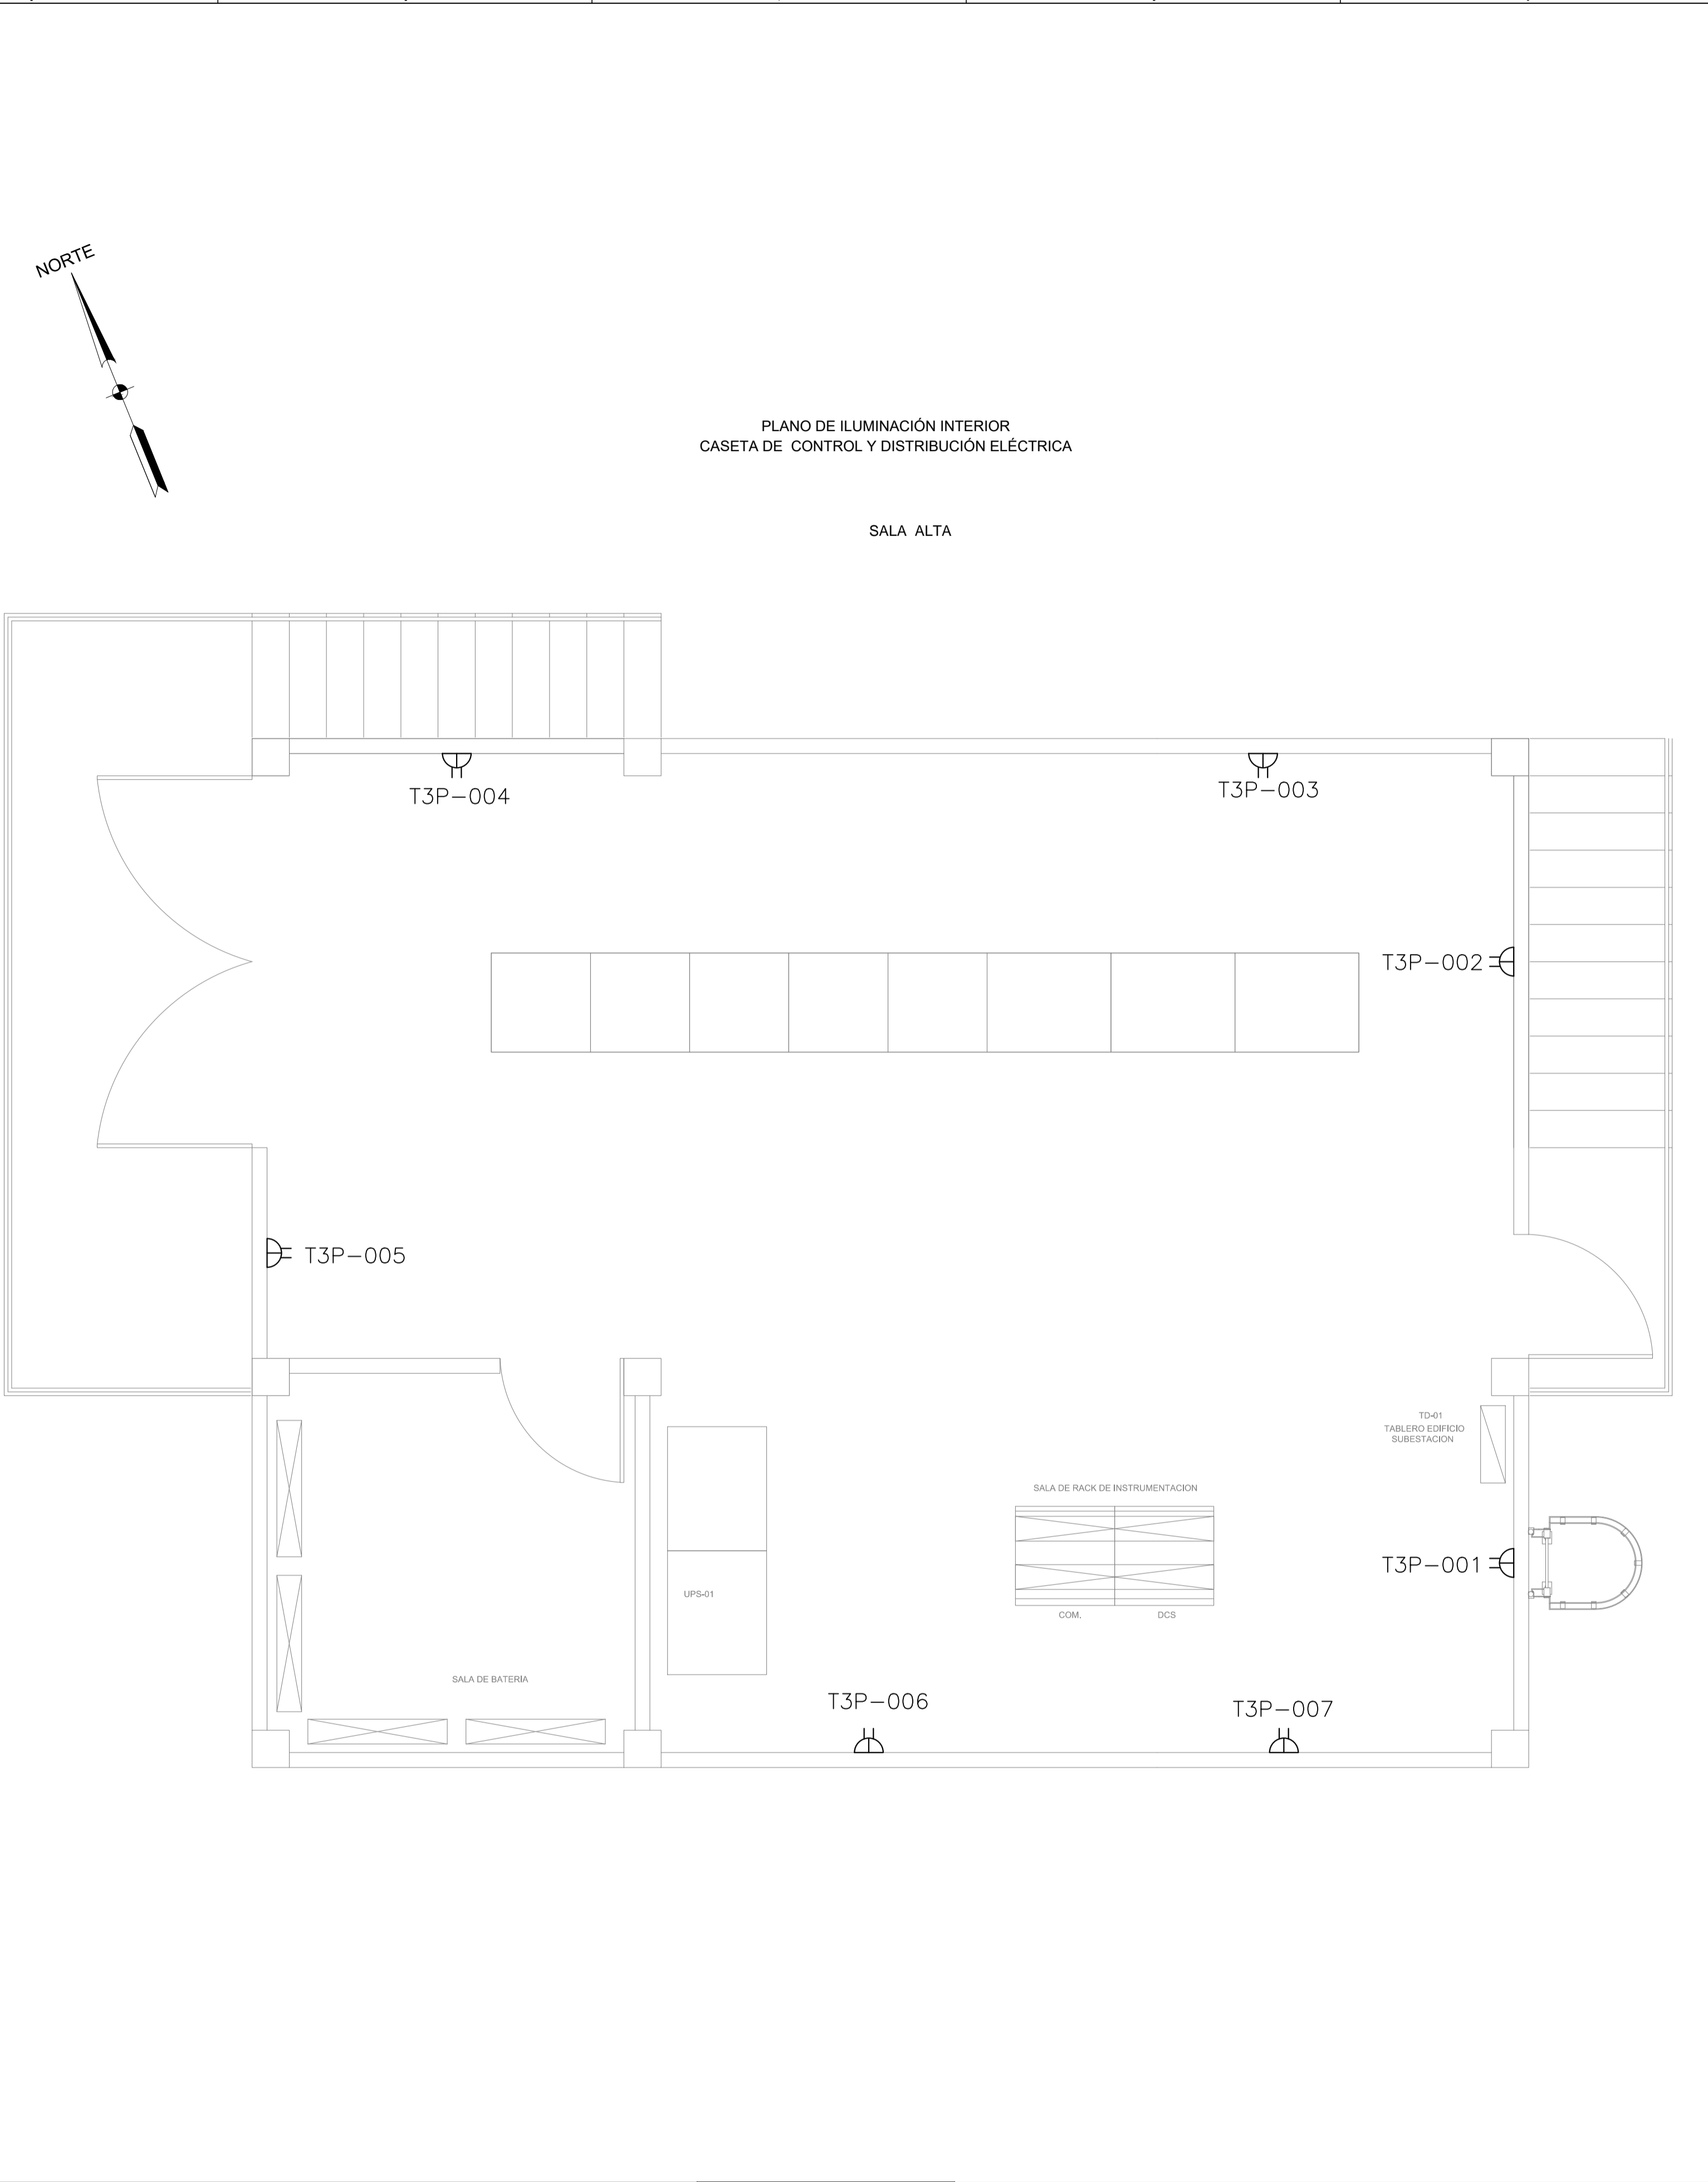 NORTE
PLANO DE ILUMINACIÓN INTERIOR
CASETA DE CONTROL Y DISTRIBUCIÓN ELÉCTRICA
SALA ALTA
T3P-004
T3P-003
T3P-002
T3P-005
TD-01
TABLERO EDIFICIO
SUBESTACION
SALA DE RACK DE INSTRUMENTACION
T3P-001
UPS-01
COM.
DCS
SALA DE BATERIA
T3P-006
T3P-007